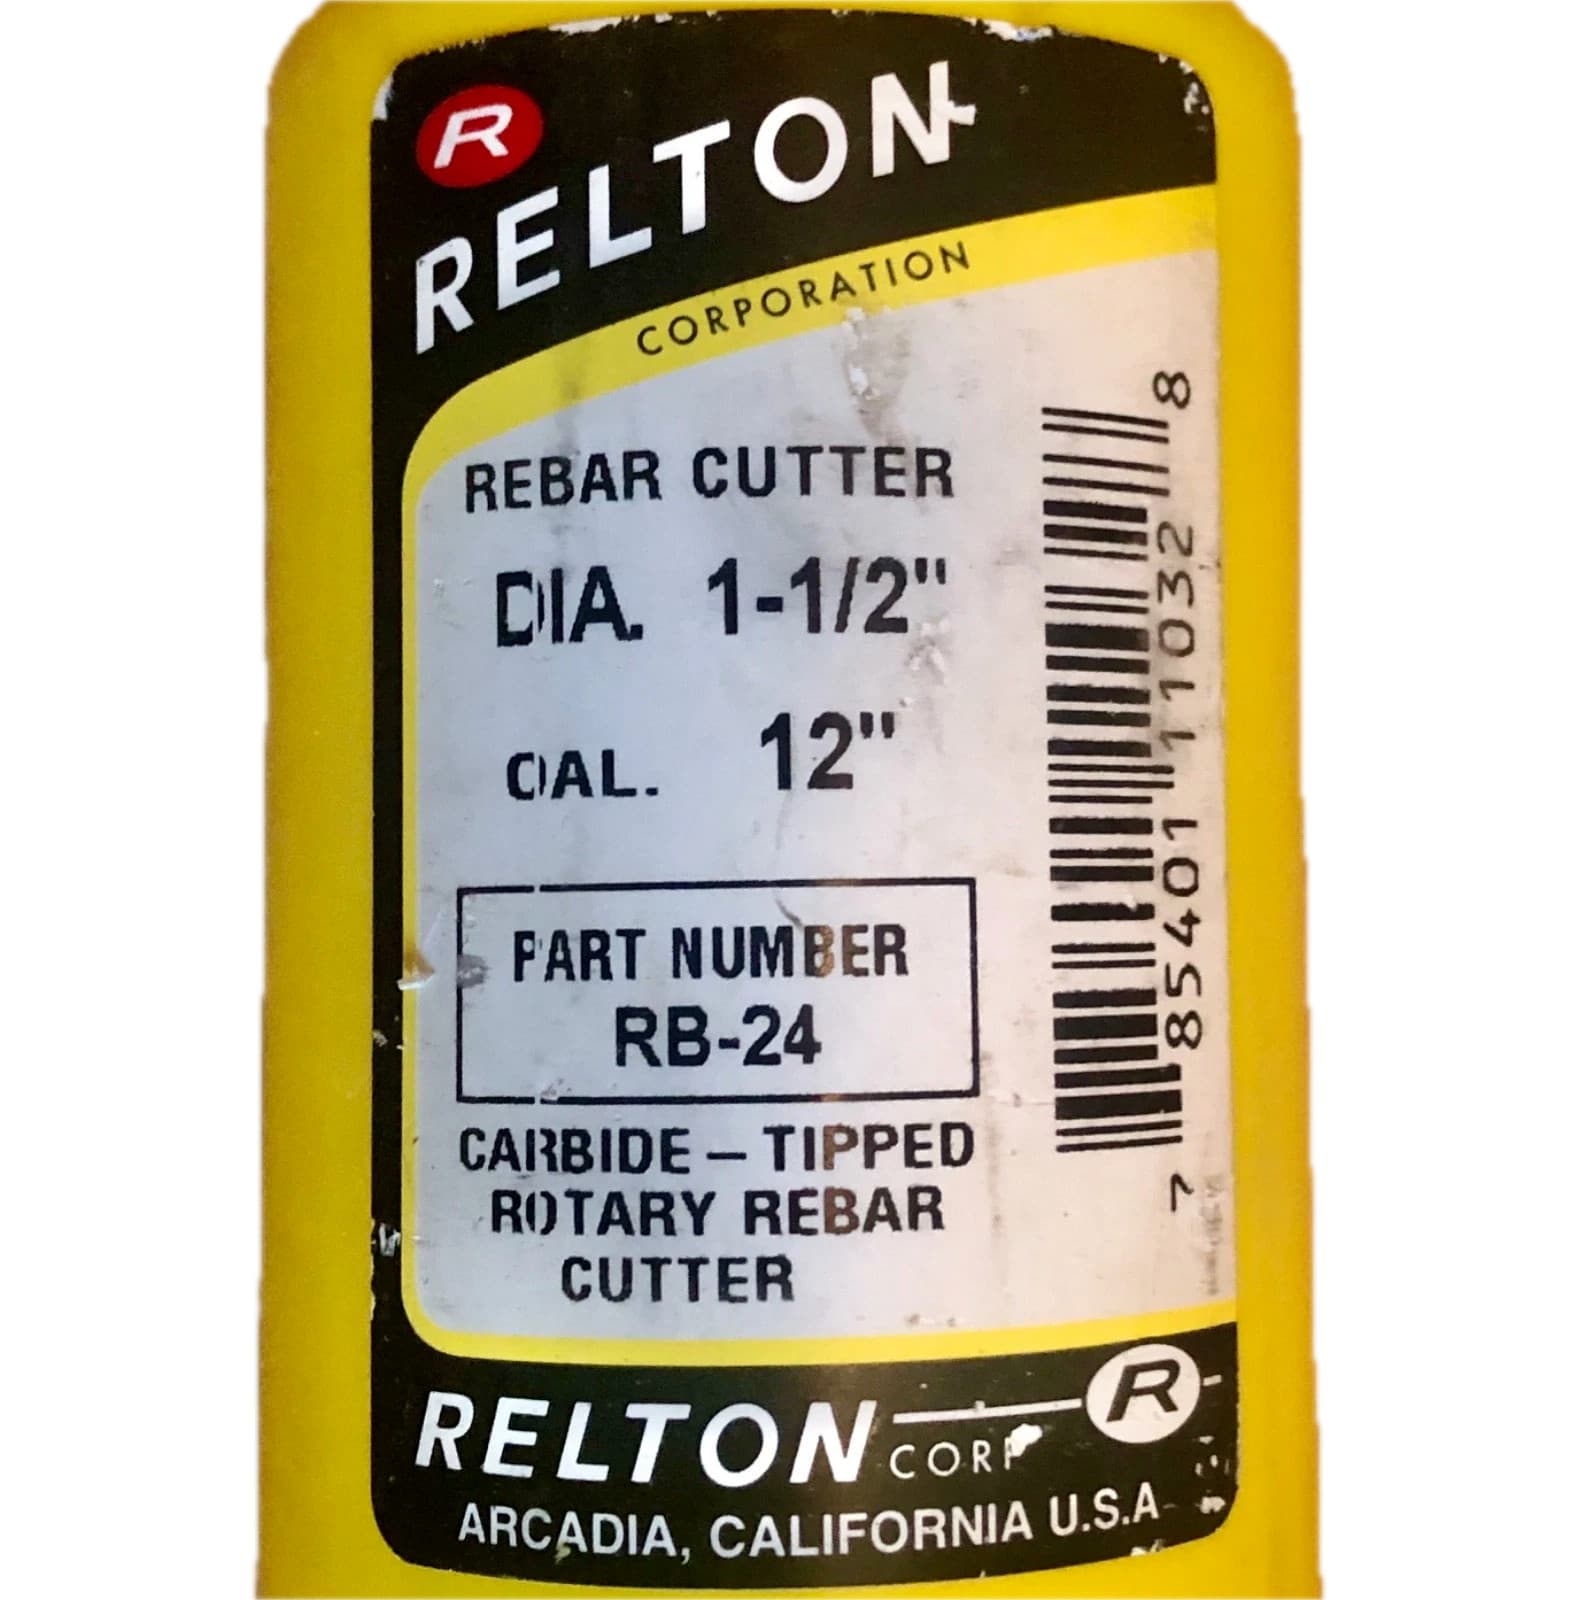 R
RELTON
CORPORATION
REBAR CUTTER
DIA. 1-1/2"
OAL. 12"
PART NUMBER
RB-24
CARBIDE – TIPPED
ROTARY REBAR
CUTTER
7 85401 11032 8
RELTON CORP R
ARCADIA, CALIFORNIA U.S.A